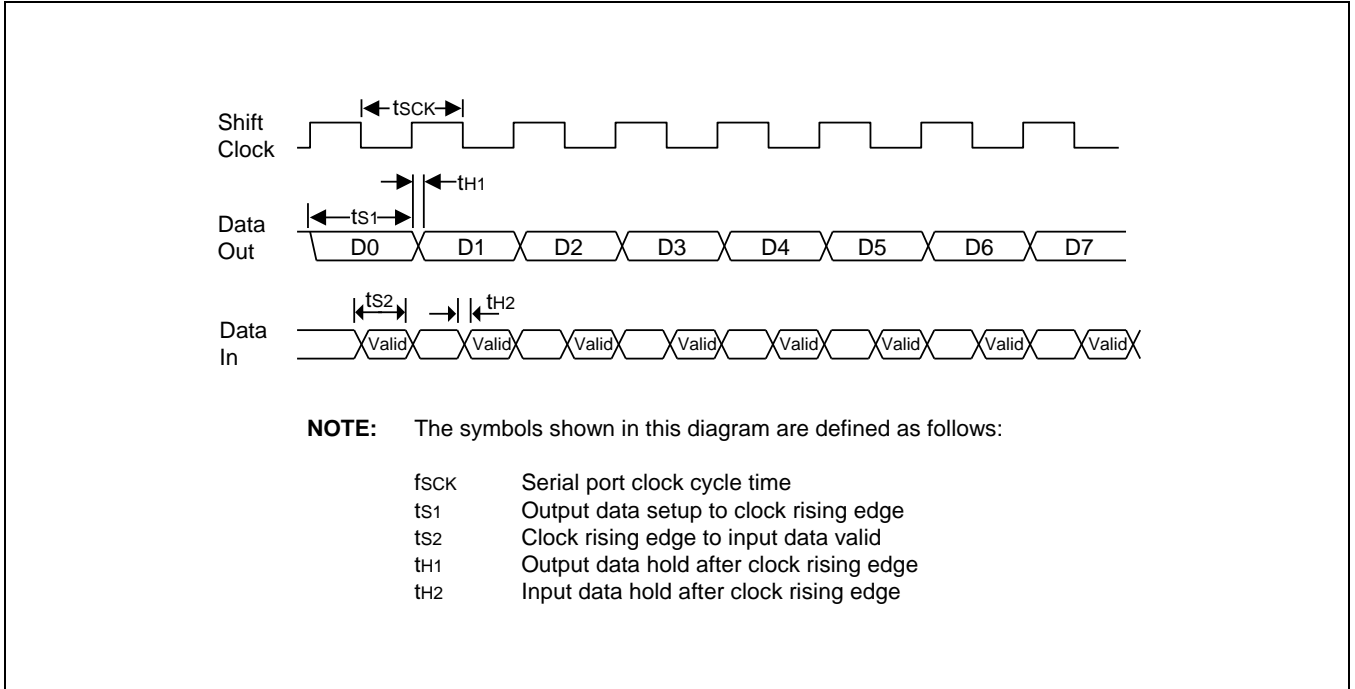 tSCK
Shift
Clock
tH1
tS1
Data
Out
D0 D1 D2 D3 D4 D5 D6 D7
tS2 tH2
Data
In
Valid Valid Valid Valid Valid Valid Valid Valid
NOTE: The symbols shown in this diagram are defined as follows:
fSCK Serial port clock cycle time
tS1 Output data setup to clock rising edge
tS2 Clock rising edge to input data valid
tH1 Output data hold after clock rising edge
tH2 Input data hold after clock rising edge